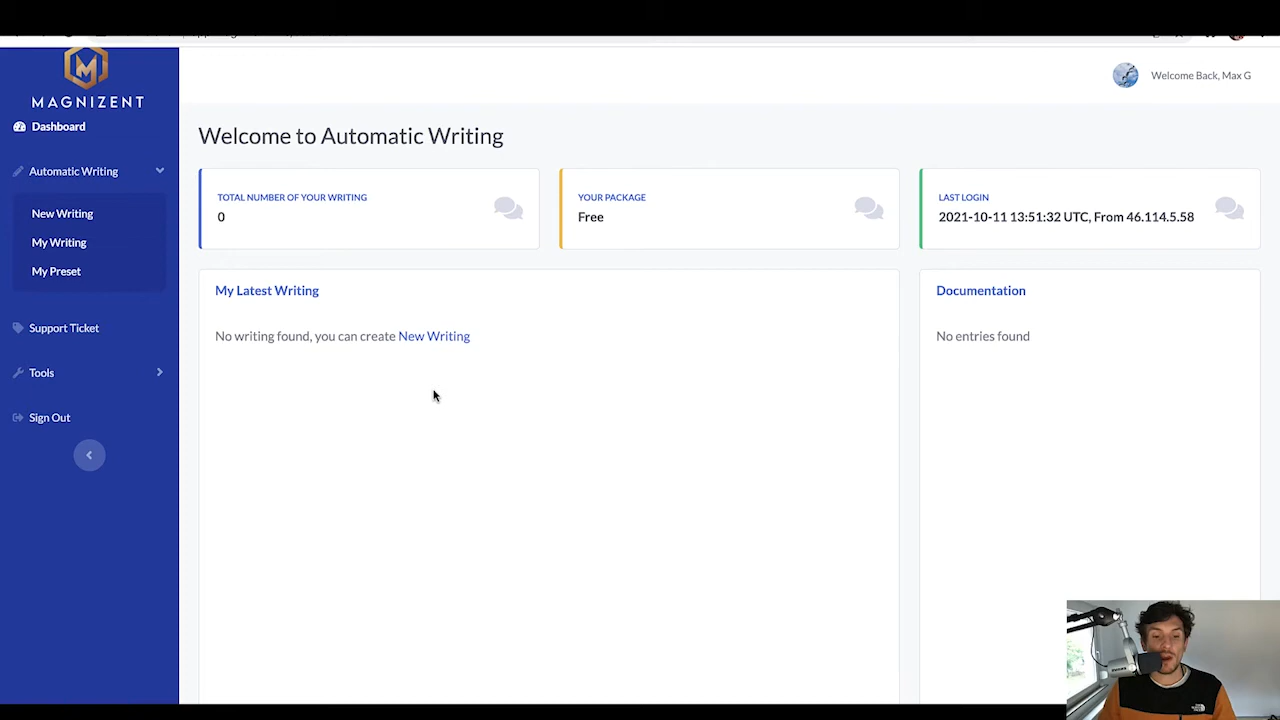 MAGNIZENT
Welcome Back, Max G
Dashboard
Automatic Writing
New Writing
My Writing
My Preset
Support Ticket
Tools
Sign Out
Welcome to Automatic Writing
TOTAL NUMBER OF YOUR WRITING
0
YOUR PACKAGE
Free
LAST LOGIN
2021-10-11 13:51:32 UTC, From 46.114.5.58
My Latest Writing
No writing found, you can create New Writing
Documentation
No entries found